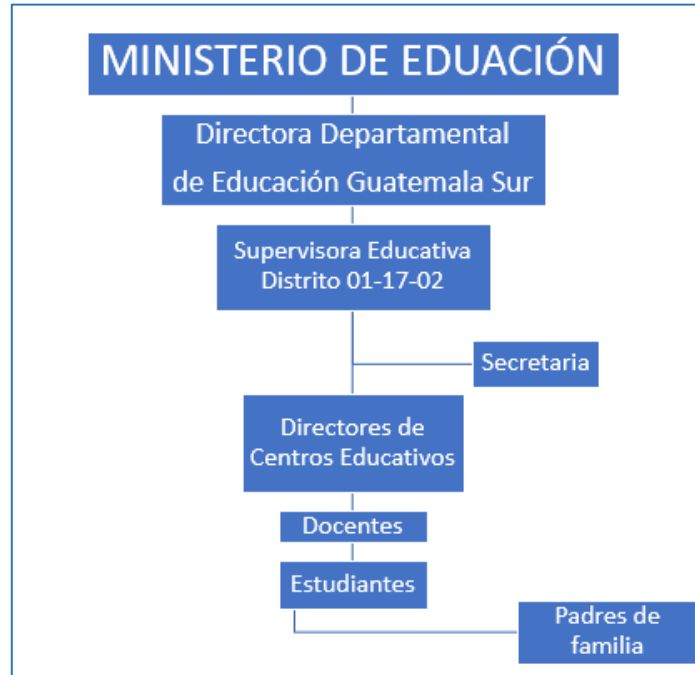 MINISTERIO DE EDUACIÓN
Directora Departamental
de Educación Guatemala Sur
Supervisora Educativa
Distrito 01-17-02
Secretaria
Directores de
Centros Educativos
Docentes
Estudiantes
Padres de
familia